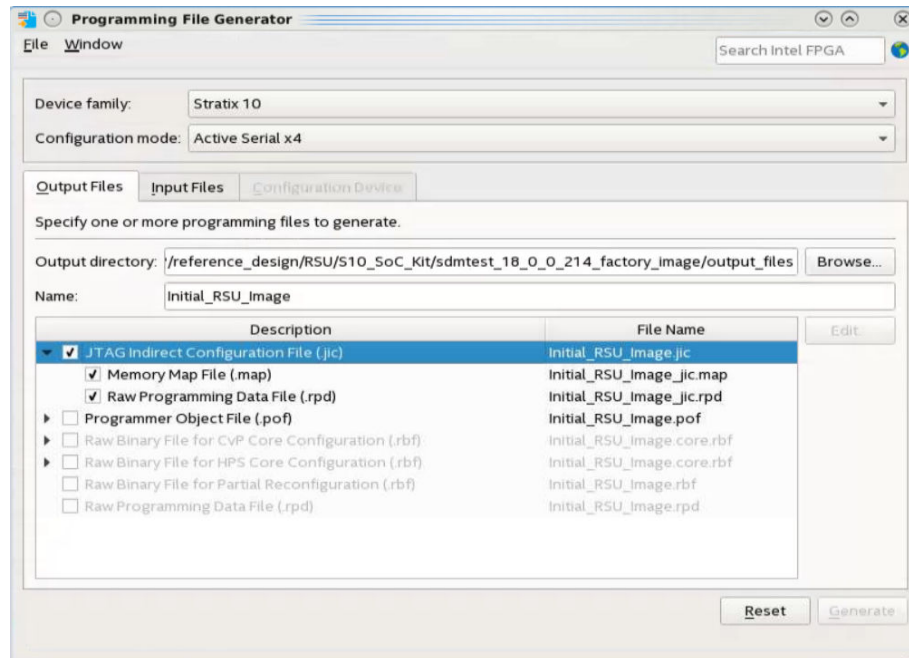 Programming File Generator
File Window
Search Intel FPGA
Device family: Stratix 10
Configuration mode: Active Serial x4
Output Files Input Files Configuration Device
Specify one or more programming files to generate.
Output directory: '/reference_design/RSU/S10_SoC_Kit/sdmtest_18_0_0_214_factory_image/output_files Browse...
Name: Initial_RSU_Image
Description File Name Edit...
JTAG Indirect Configuration File (.jic) Initial_RSU_Image.jic
Memory Map File (.map) Initial_RSU_Image_jic.map
Raw Programming Data File (.rpd) Initial_RSU_Image_jic.rpd
Programmer Object File (.pof) Initial_RSU_Image.pof
Raw Binary File for CvP Core Configuration (.rbf) Initial_RSU_Image.core.rbf
Raw Binary File for HPS Core Configuration (.rbf) Initial_RSU_Image.core.rbf
Raw Binary File for Partial Reconfiguration (.rbf) Initial_RSU_Image.rbf
Raw Programming Data File (.rpd) Initial_RSU_Image.rpd
Reset Generate